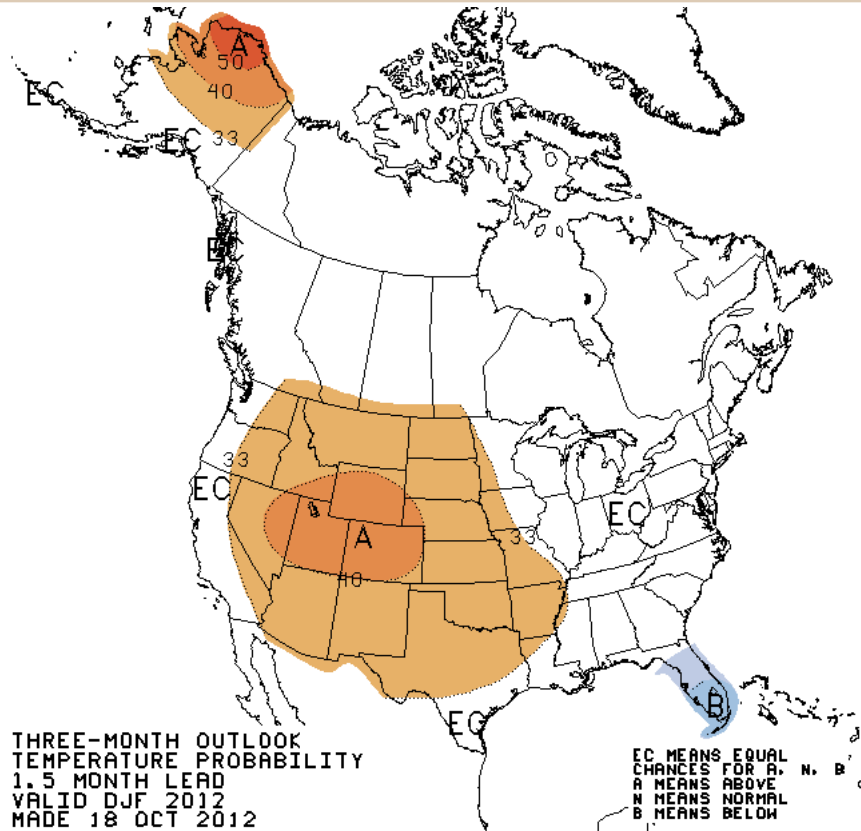 A
50
40
EC
EC 33
EC
33
EC
EC
33
A
40
B
EC
THREE-MONTH OUTLOOK
TEMPERATURE PROBABILITY
1.5 MONTH LEAD
VALID DJF 2012
MADE 18 OCT 2012
EC MEANS EQUAL
CHANCES FOR A, N, B
A MEANS ABOVE
N MEANS NORMAL
B MEANS BELOW